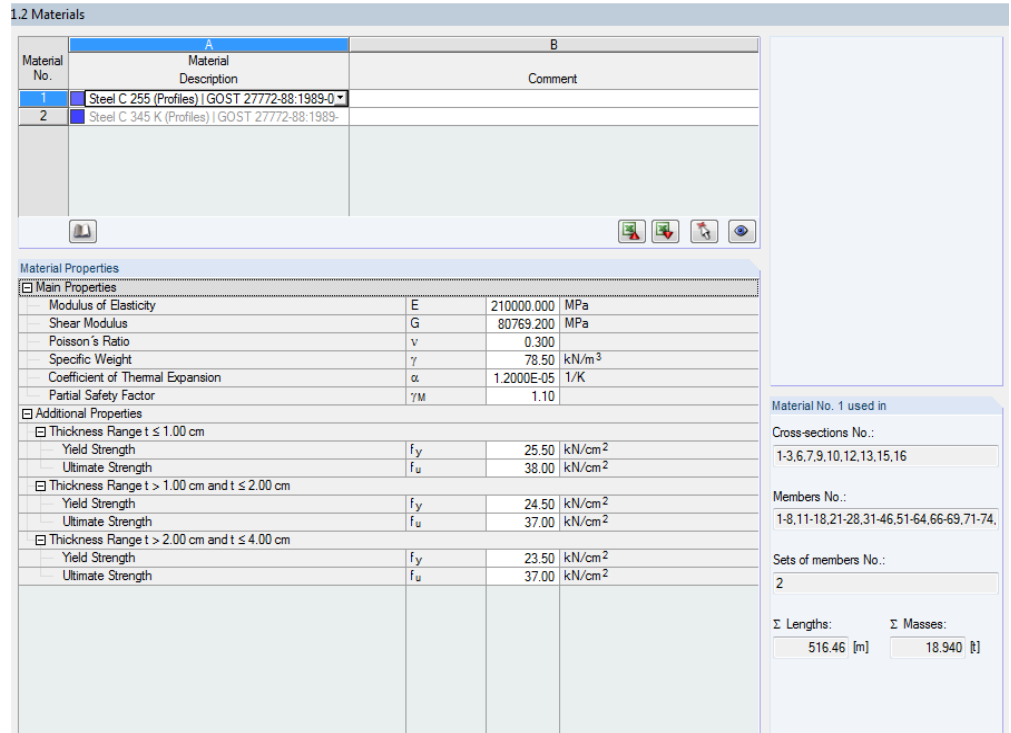 1.2 Materials
A B
Material No. Material Description Comment
1 Steel C 255 (Profiles) | GOST 27772-88:1989-0
2 Steel C 345 K (Profiles) | GOST 27772-88:1989-
Material Properties
Main Properties
Modulus of Elasticity E 210000.000 MPa
Shear Modulus G 80769.200 MPa
Poisson´s Ratio ν 0.300
Specific Weight γ 78.50 kN/m³
Coefficient of Thermal Expansion α 1.2000E-05 1/K
Partial Safety Factor γM 1.10
Additional Properties
Thickness Range t ≤ 1.00 cm
Yield Strength fy 25.50 kN/cm²
Ultimate Strength fu 38.00 kN/cm²
Thickness Range t > 1.00 cm and t ≤ 2.00 cm
Yield Strength fy 24.50 kN/cm²
Ultimate Strength fu 37.00 kN/cm²
Thickness Range t > 2.00 cm and t ≤ 4.00 cm
Yield Strength fy 23.50 kN/cm²
Ultimate Strength fu 37.00 kN/cm²
Material No. 1 used in
Cross-sections No.:
1-3,6,7,9,10,12,13,15,16
Members No.:
1-8,11-18,21-28,31-46,51-64,66-69,71-74,
Sets of members No.:
2
Σ Lengths: Σ Masses:
516.46 [m] 18.940 [t]